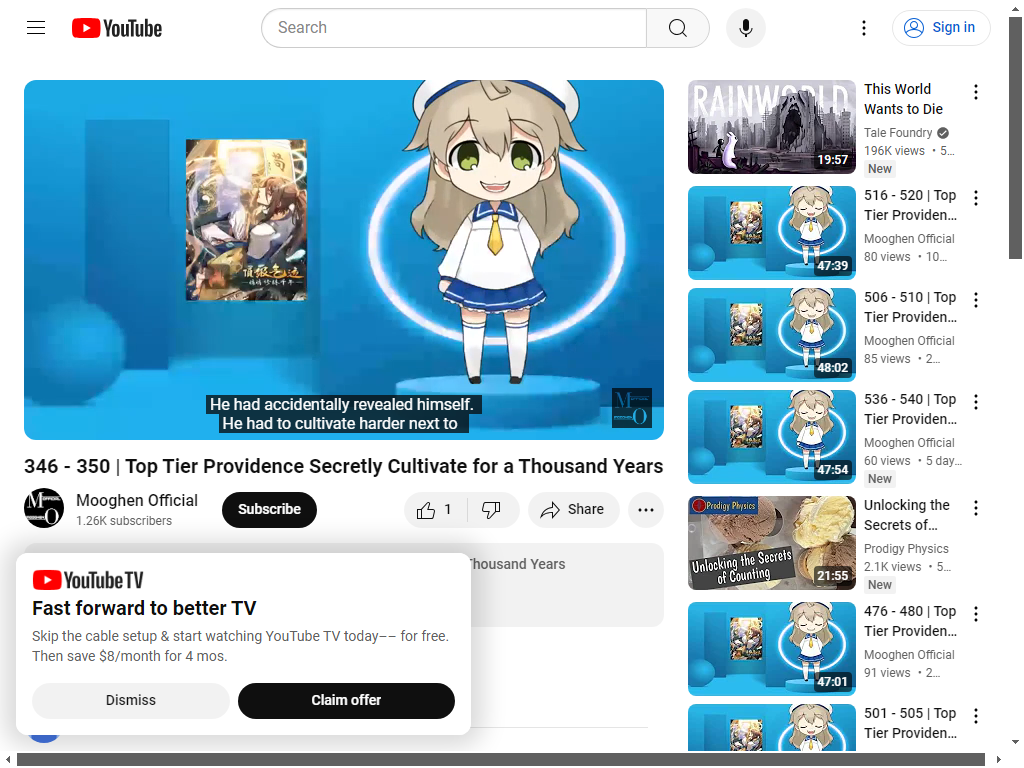 YouTube
Search
Sign in
He had accidentally revealed himself.
He had to cultivate harder next to
346 - 350 | Top Tier Providence Secretly Cultivate for a Thousand Years
Mooghen Official
1.26K subscribers
Subscribe
1
Share
Thousand Years
YouTube TV
Fast forward to better TV
Skip the cable setup & start watching YouTube TV today–– for free.
Then save $8/month for 4 mos.
Dismiss
Claim offer
RAINWORLD
19:57
This World
Wants to Die
Tale Foundry
196K views • 5…
New
47:39
516 - 520 | Top
Tier Providen…
Mooghen Official
80 views • 10…
48:02
506 - 510 | Top
Tier Providen…
Mooghen Official
85 views • 2…
47:54
536 - 540 | Top
Tier Providen…
Mooghen Official
60 views • 5 day…
New
Prodigy Physics
Unlocking the Secrets
of Counting
21:55
Unlocking the
Secrets of…
Prodigy Physics
2.1K views • 5…
New
47:01
476 - 480 | Top
Tier Providen…
Mooghen Official
91 views • 2…
501 - 505 | Top
Tier Providen…